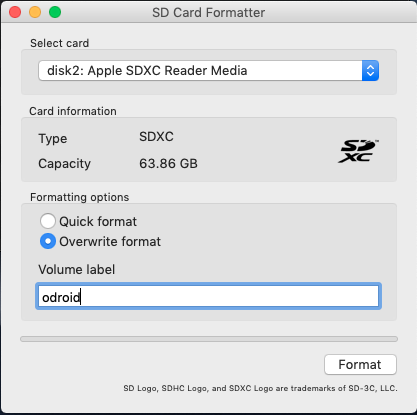 SD Card Formatter
Select card
disk2: Apple SDXC Reader Media
Card information
Type SDXC
Capacity 63.86 GB
SD XC ™
Formatting options
Quick format
Overwrite format
Volume label
odroid
Format
SD Logo, SDHC Logo, and SDXC Logo are trademarks of SD-3C, LLC.